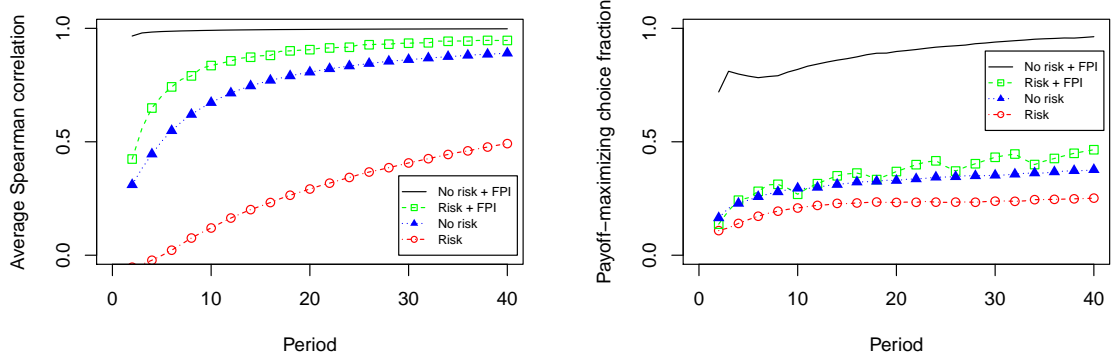 Average Spearman correlation
1.0
0.5
0.0
No risk + FPI
Risk + FPI
No risk
Risk
0 10 20 30 40
Period
Payoff−maximizing choice fraction
1.0
0.5
0.0
No risk + FPI
Risk + FPI
No risk
Risk
0 10 20 30 40
Period